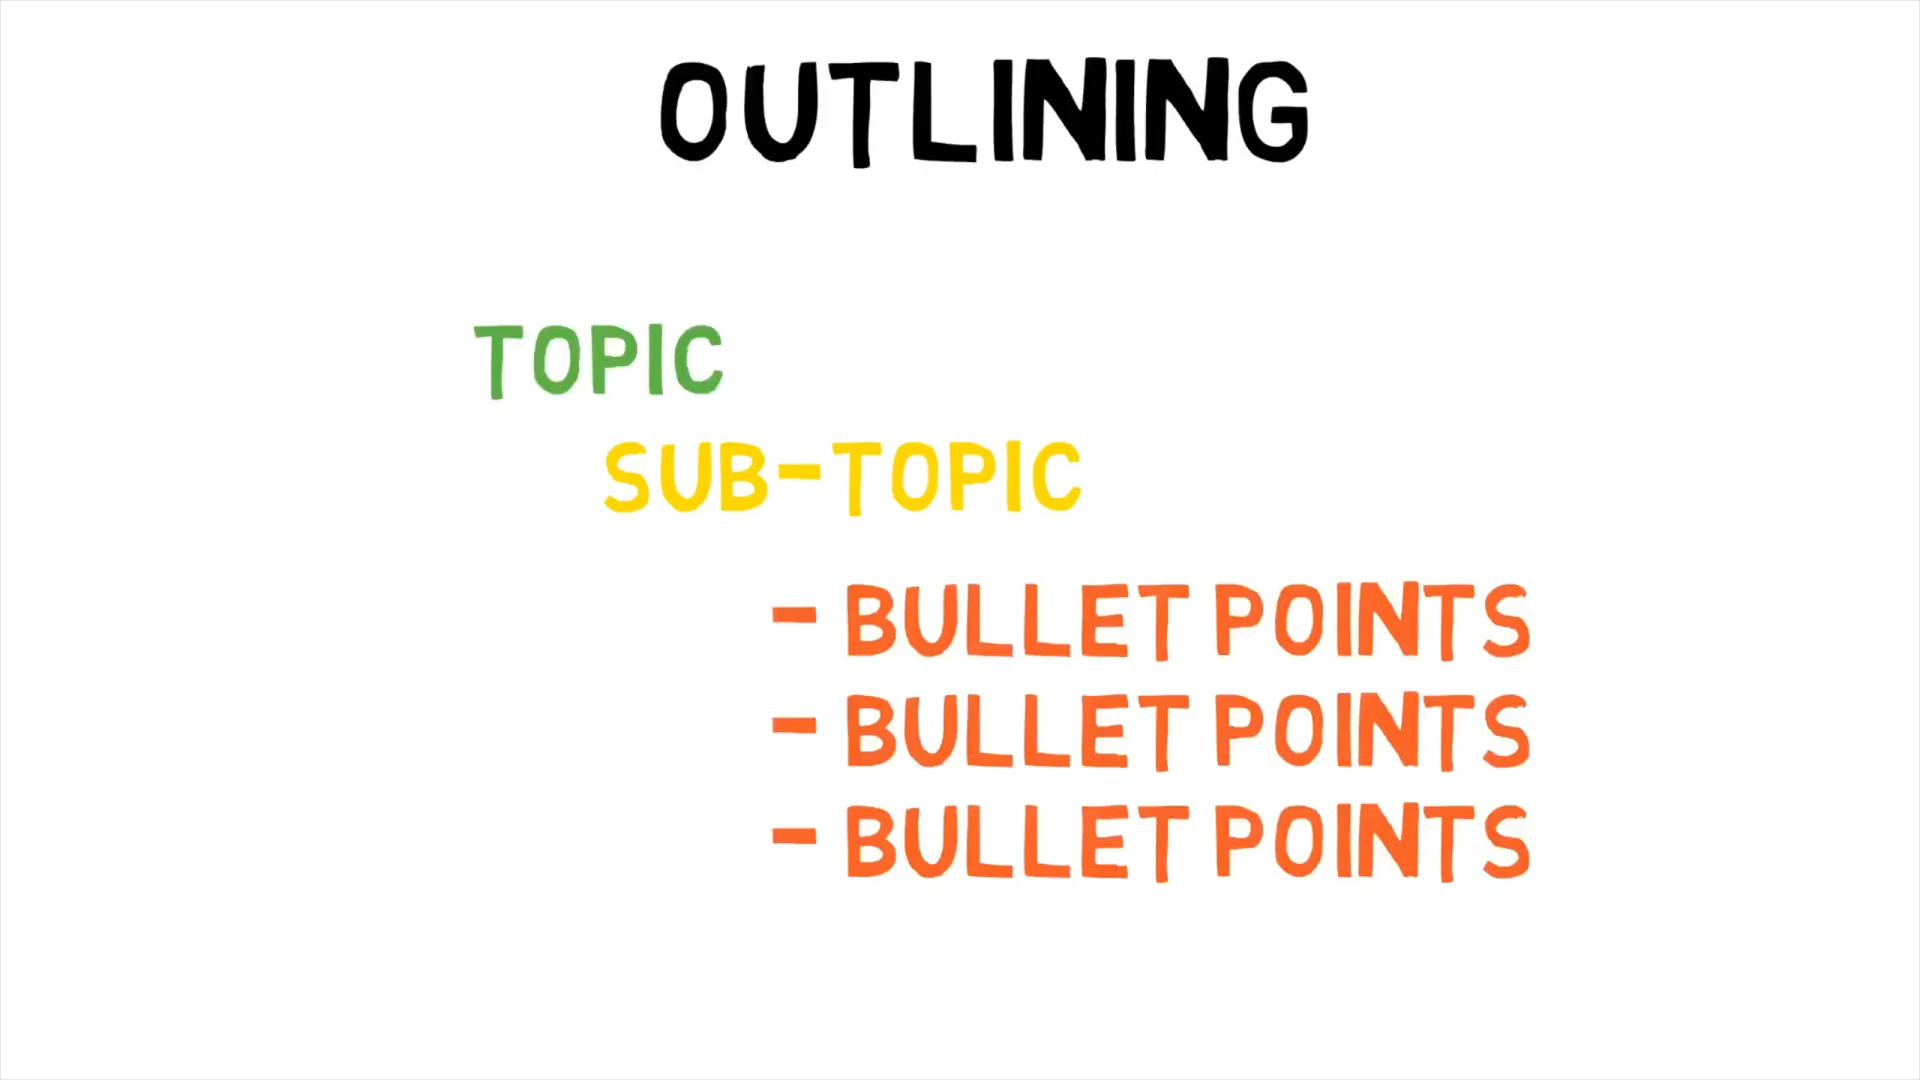 OUTLINING
TOPIC
SUB-TOPIC
- BULLET POINTS
- BULLET POINTS
- BULLET POINTS